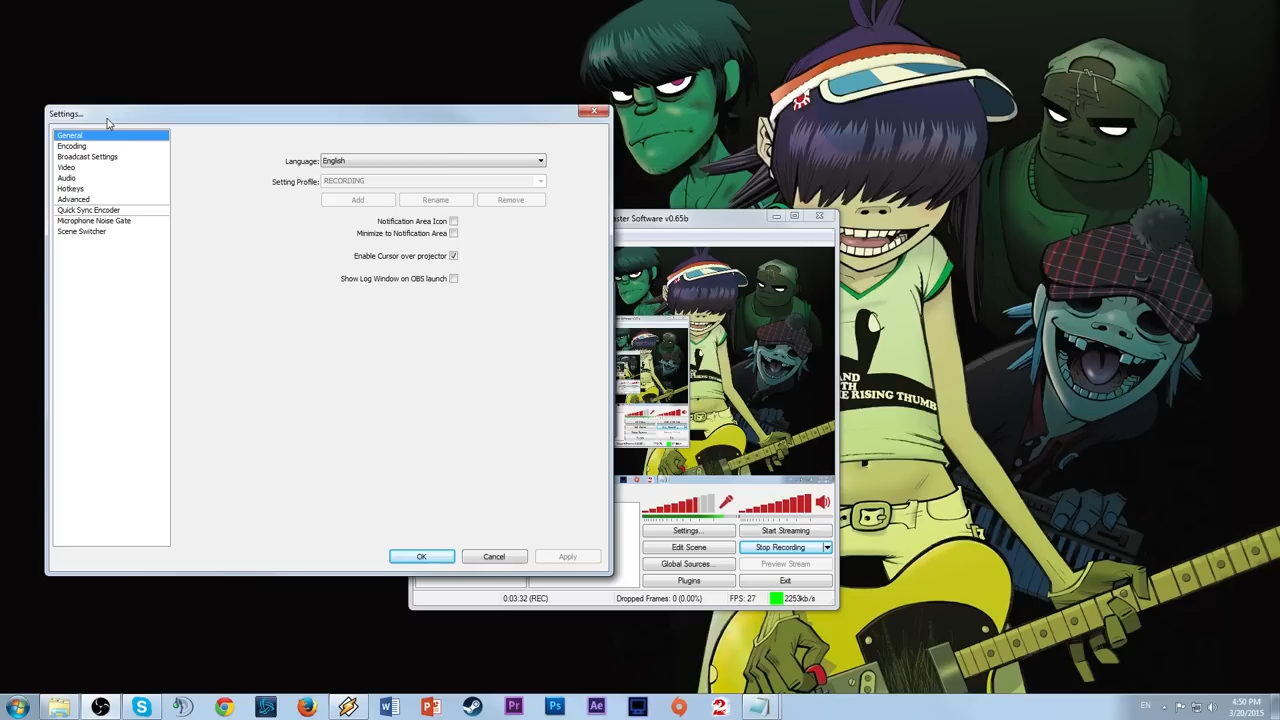 Settings...
General
Encoding
Broadcast Settings
Video
Audio
Hotkeys
Advanced
Quick Sync Encoder
Microphone Noise Gate
Scene Switcher
Language: English
Setting Profile: RECORDING
Add Rename Remove
Notification Area Icon
Minimize to Notification Area
Enable Cursor over projector
Show Log Window on OBS launch
OK Cancel Apply
aster Software v0.65b
Settings... Start Streaming
Edit Scene Stop Recording
Global Sources... Preview Stream
Plugins Exit
0:03:32 (REC) Dropped Frames: 0 (0.00%) FPS: 27 2253kb/s
AND
TH
E RISING THUMB
EN
4:50 PM
3/20/2015